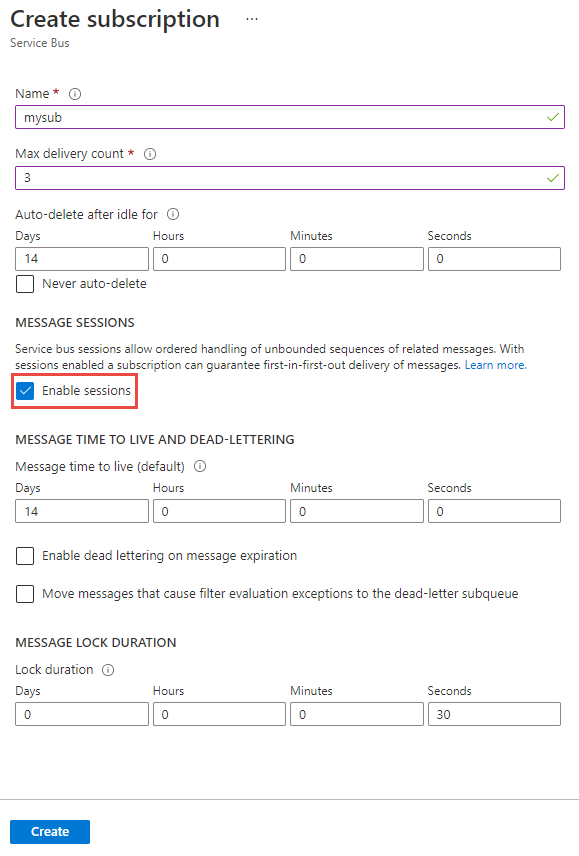 Create subscription ...
Service Bus
Name *
mysub
Max delivery count *
3
Auto-delete after idle for
Days Hours Minutes Seconds
14 0 0 0
Never auto-delete
MESSAGE SESSIONS
Service bus sessions allow ordered handling of unbounded sequences of related messages. With
sessions enabled a subscription can guarantee first-in-first-out delivery of messages. Learn more.
Enable sessions
MESSAGE TIME TO LIVE AND DEAD-LETTERING
Message time to live (default)
Days Hours Minutes Seconds
14 0 0 0
Enable dead lettering on message expiration
Move messages that cause filter evaluation exceptions to the dead-letter subqueue
MESSAGE LOCK DURATION
Lock duration
Days Hours Minutes Seconds
0 0 0 30
Create